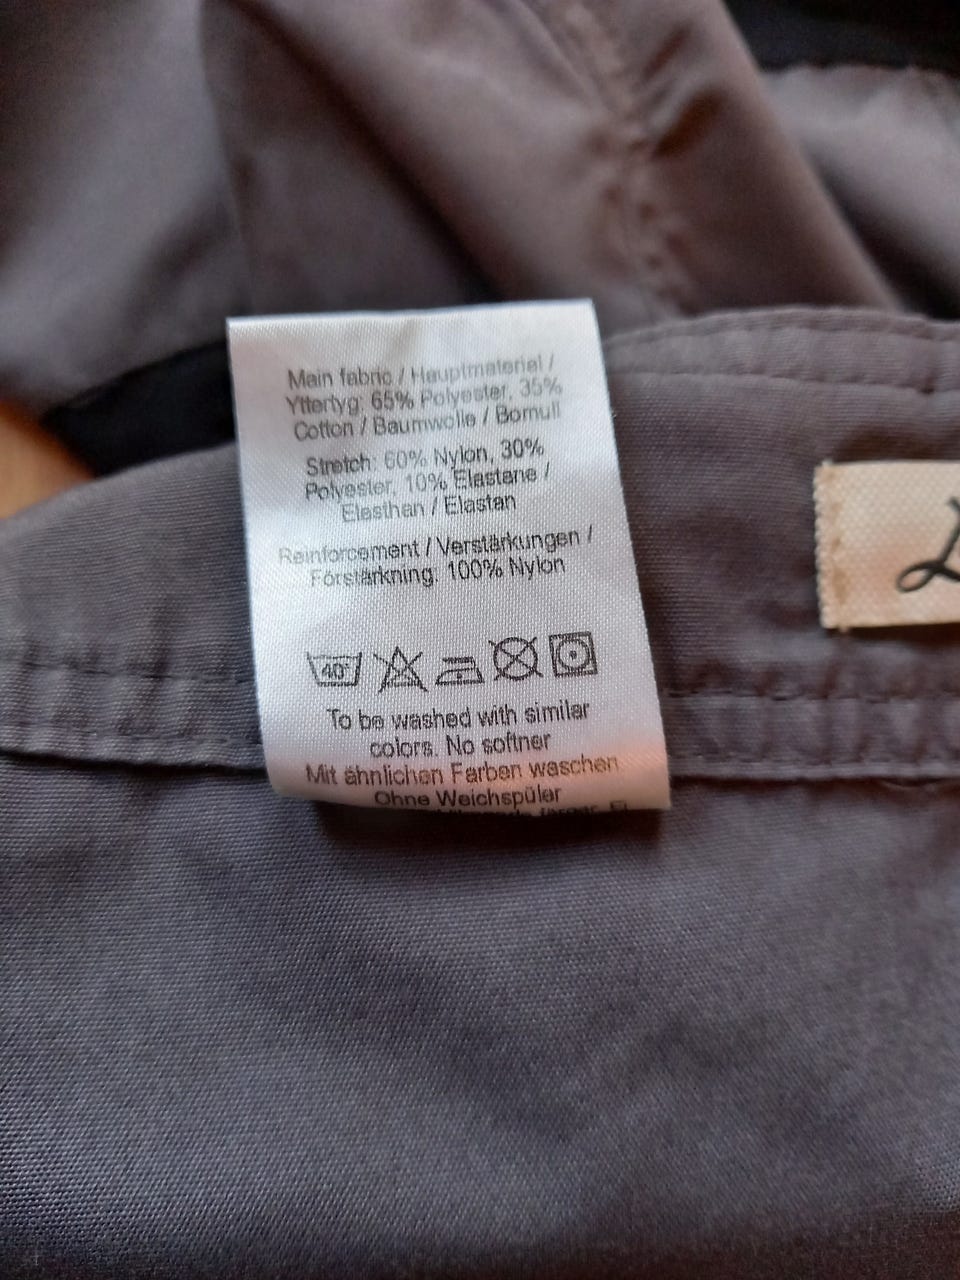 Main fabric / Hauptmaterial /
Yttertyg: 65% Polyester, 35%
Cotton / Baumwolle / Bomull
Stretch: 60% Nylon, 30%
Polyester, 10% Elastane /
Elasthan / Elastan
Reinforcement / Verstärkungen /
Förstärkning: 100% Nylon
40°
To be washed with similar
colors. No softner
Mit ähnlichen Farben waschen
Ohne Weichspüler